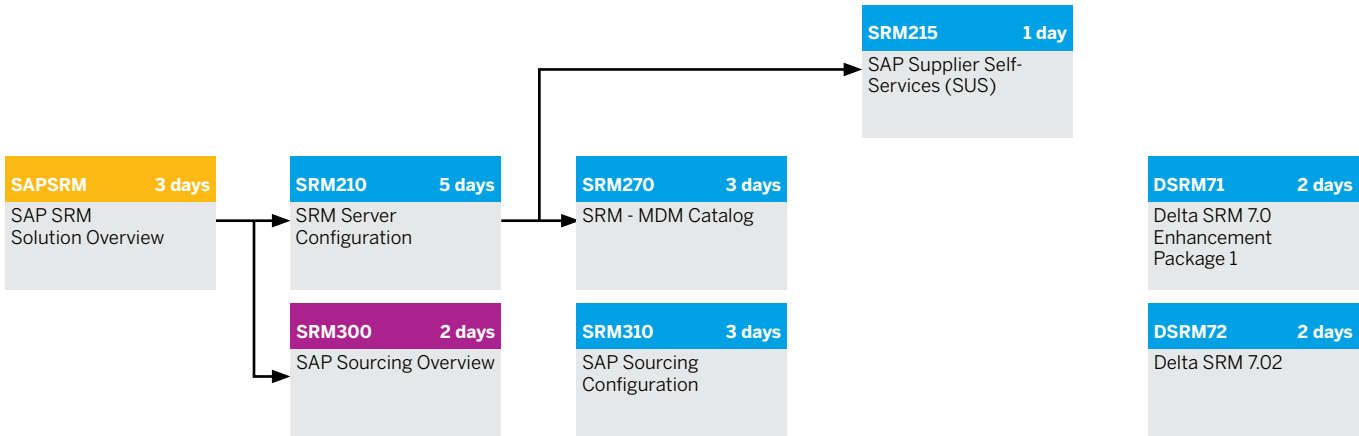 SRM215 1 day
SAP Supplier Self-
Services (SUS)
SAPSRM 3 days
SAP SRM
Solution Overview
SRM210 5 days
SRM Server
Configuration
SRM270 3 days
SRM - MDM Catalog
DSRM71 2 days
Delta SRM 7.0
Enhancement
Package 1
SRM300 2 days
SAP Sourcing Overview
SRM310 3 days
SAP Sourcing
Configuration
DSRM72 2 days
Delta SRM 7.02